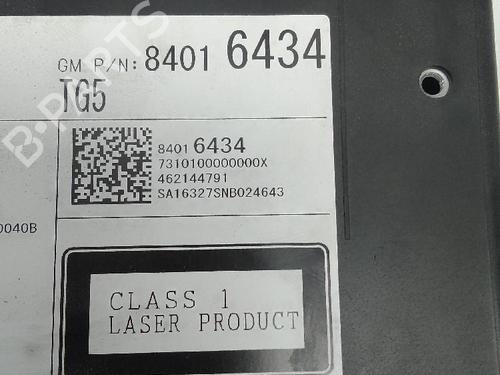 GM P/N: 8401 6434
TG5
8401 6434
7310100000000X
462144791
SA16327SNB024643
0040B
CLASS 1
LASER PRODUCT
B-PARTS